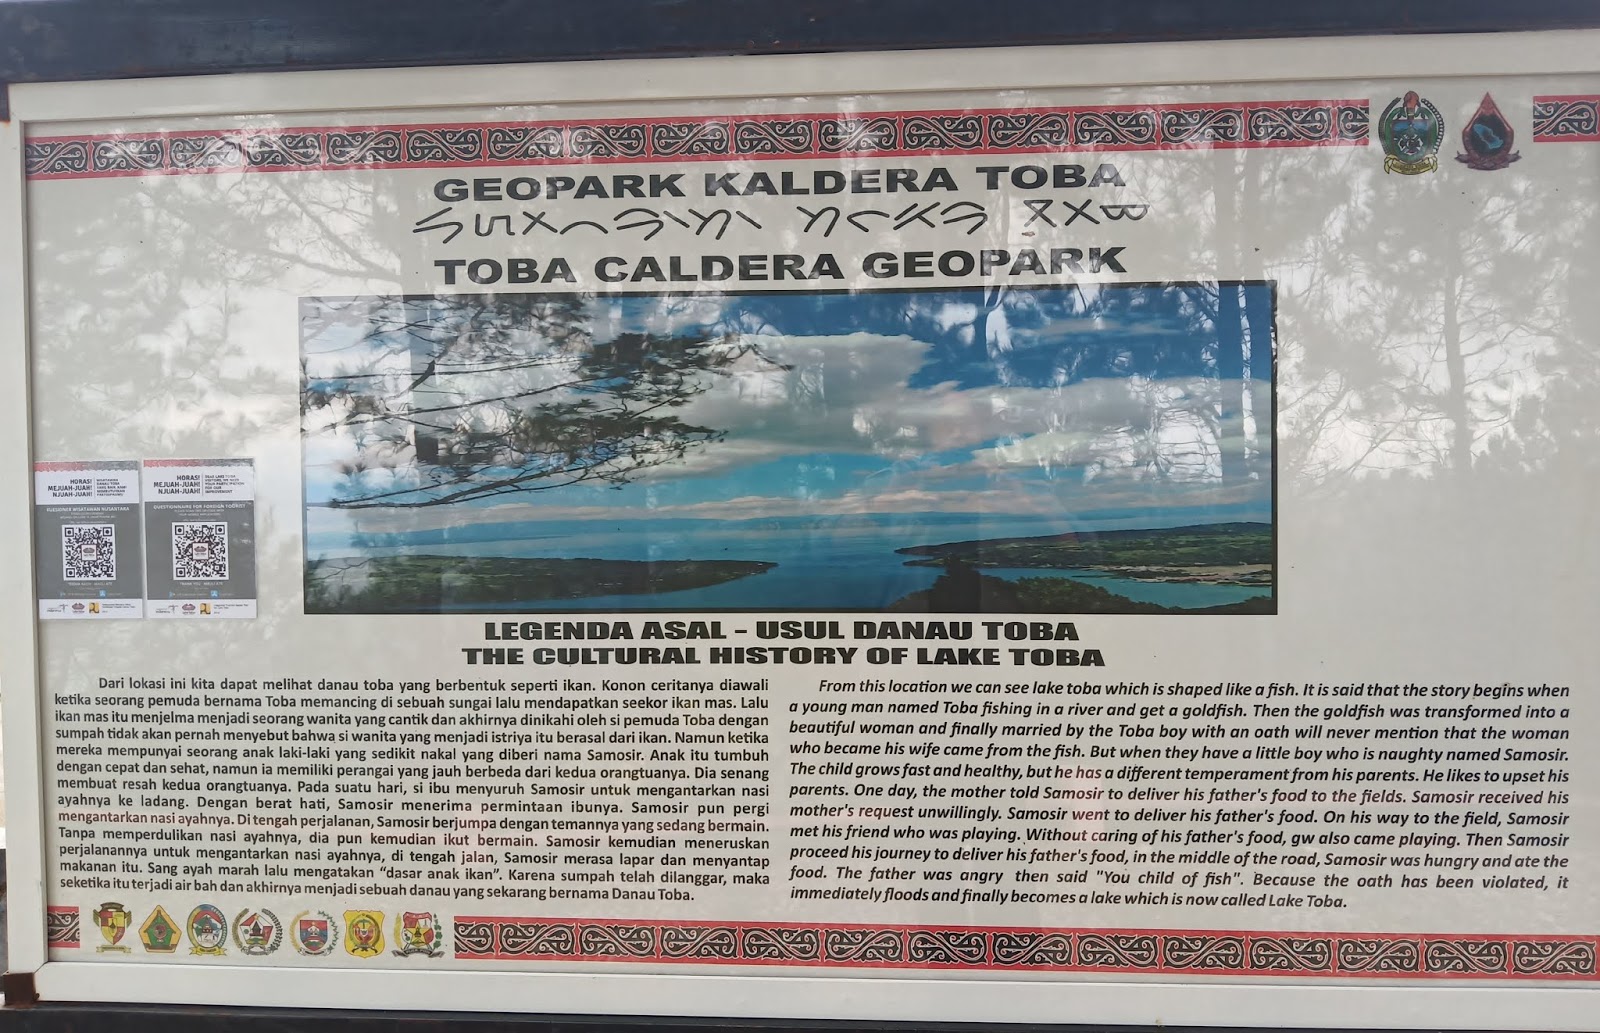 GEOPARK KALDERA TOBA
TOBA CALDERA GEOPARK
HORAS!
MEJUAH-JUAH!
NJUAH-JUAH!
KUESIONER WISATAWAN NUSANTARA
HORAS!
MEJUAH-JUAH!
NJUAH-JUAH!
QUESTIONNAIRE FOR FOREIGN TOURIST
LEGENDA ASAL - USUL DANAU TOBA
THE CULTURAL HISTORY OF LAKE TOBA
Dari lokasi ini kita dapat melihat danau toba yang berbentuk seperti ikan. Konon ceritanya diawali
ketika seorang pemuda bernama Toba memancing di sebuah sungai lalu mendapatkan seekor ikan mas. Lalu
ikan mas itu menjelma menjadi seorang wanita yang cantik dan akhirnya dinikahi oleh si pemuda Toba dengan
sumpah tidak akan pernah menyebut bahwa si wanita yang menjadi istriya itu berasal dari ikan. Namun ketika
mereka mempunyai seorang anak laki-laki yang sedikit nakal yang diberi nama Samosir. Anak itu tumbuh
dengan cepat dan sehat, namun ia memiliki perangai yang jauh berbeda dari kedua orangtuanya. Dia senang
membuat resah kedua orangtuanya. Pada suatu hari, si ibu menyuruh Samosir untuk mengantarkan nasi
ayahnya ke ladang. Dengan berat hati, Samosir menerima permintaan ibunya. Samosir pun pergi
mengantarkan nasi ayahnya. Di tengah perjalanan, Samosir berjumpa dengan temannya yang sedang bermain.
Tanpa memperdulikan nasi ayahnya, dia pun kemudian ikut bermain. Samosir kemudian meneruskan
perjalanannya untuk mengantarkan nasi ayahnya, di tengah jalan, Samosir merasa lapar dan menyantap
makanan itu. Sang ayah marah lalu mengatakan “dasar anak ikan”. Karena sumpah telah dilanggar, maka
seketika itu terjadi air bah dan akhirnya menjadi sebuah danau yang sekarang bernama Danau Toba.
From this location we can see lake toba which is shaped like a fish. It is said that the story begins when
a young man named Toba fishing in a river and get a goldfish. Then the goldfish was transformed into a
beautiful woman and finally married by the Toba boy with an oath will never mention that the woman
who became his wife came from the fish. But when they have a little boy who is naughty named Samosir.
The child grows fast and healthy, but he has a different temperament from his parents. He likes to upset his
parents. One day, the mother told Samosir to deliver his father's food to the fields. Samosir received his
mother's request unwillingly. Samosir went to deliver his father's food. On his way to the field, Samosir
met his friend who was playing. Without caring of his father's food, gw also came playing. Then Samosir
proceed his journey to deliver his father's food, in the middle of the road, Samosir was hungry and ate the
food. The father was angry then said "You child of fish". Because the oath has been violated, it
immediately floods and finally becomes a lake which is now called Lake Toba.